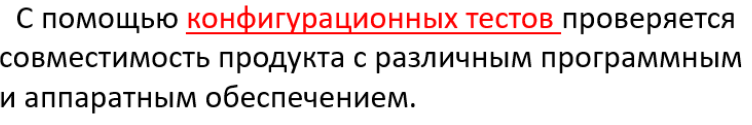 С помощью конфигурационных тестов проверяется
совместимость продукта с различным программным
и аппаратным обеспечением.